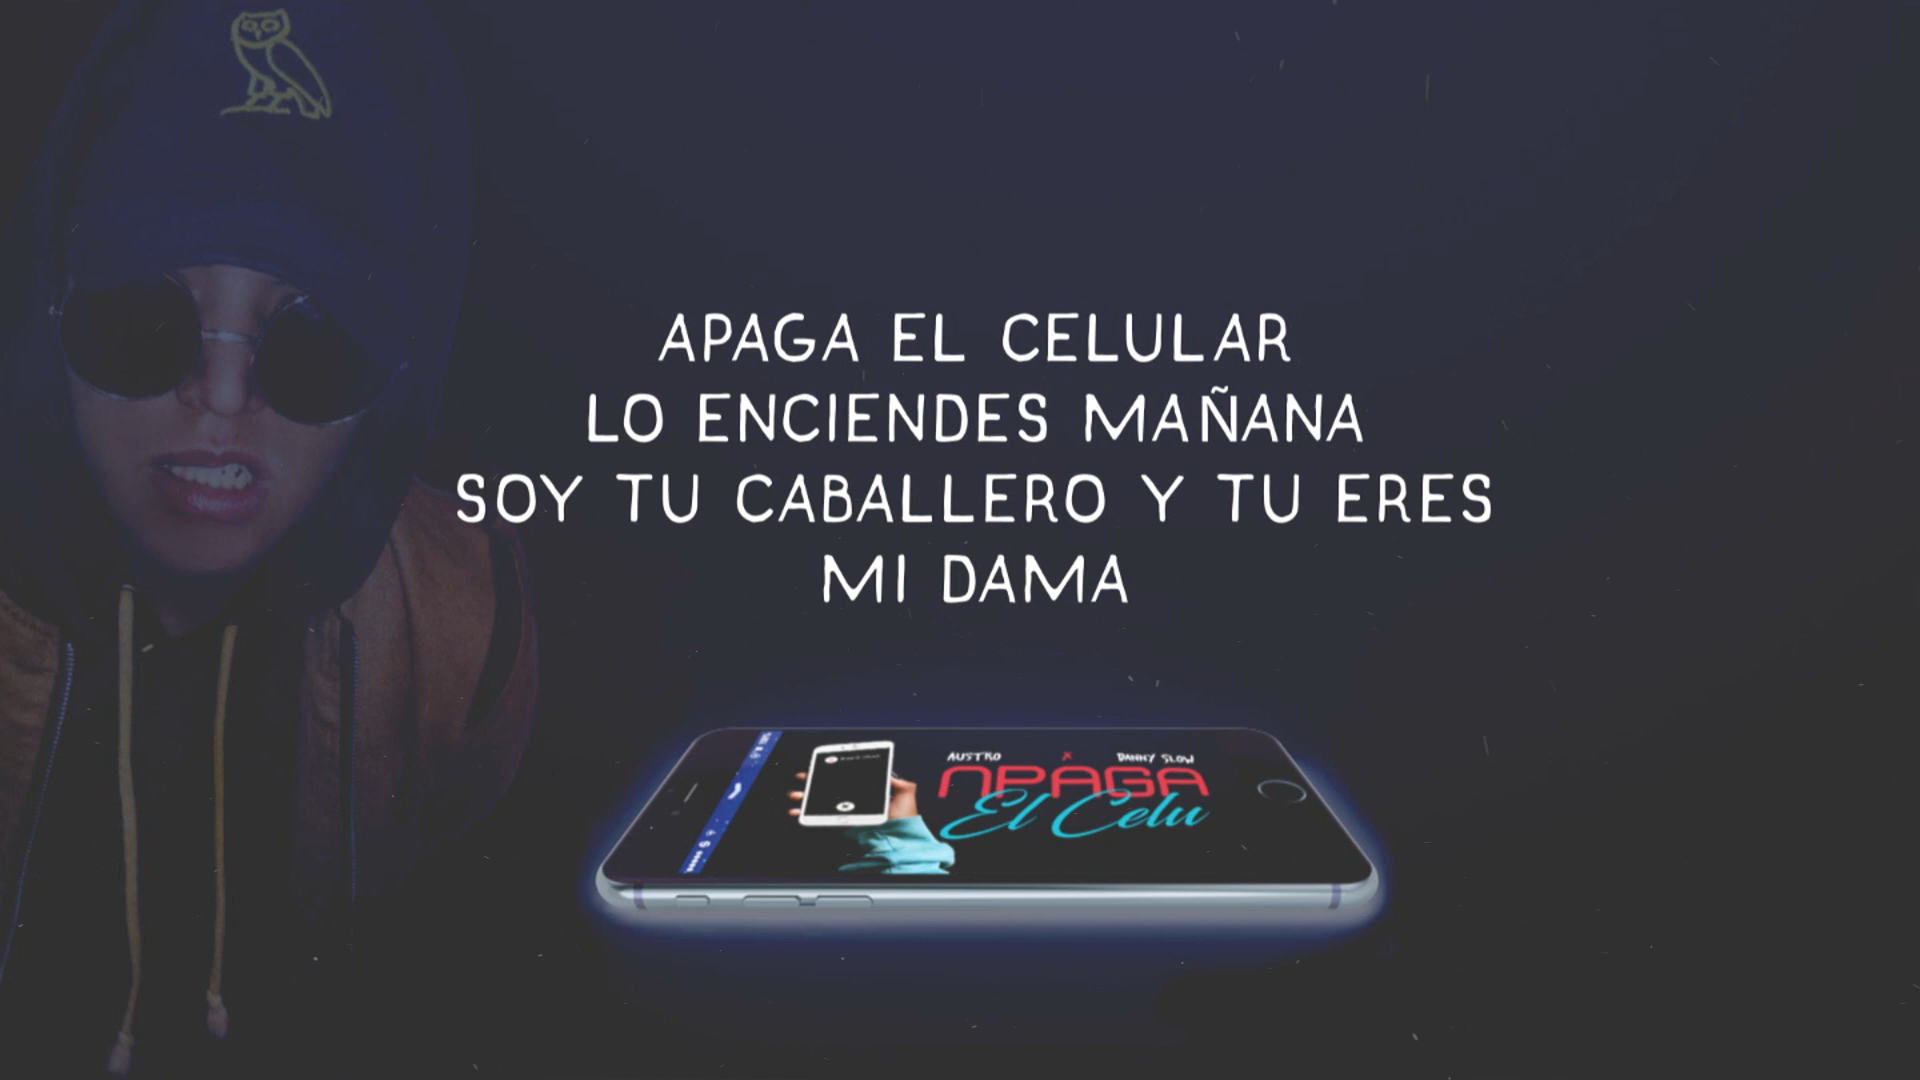 APAGA EL CELULAR
LO ENCIENDES MAÑANA
SOY TU CABALLERO Y TU ERES
MI DAMA
AUSTRO X DANNY SLOW
APAGA
El Celu